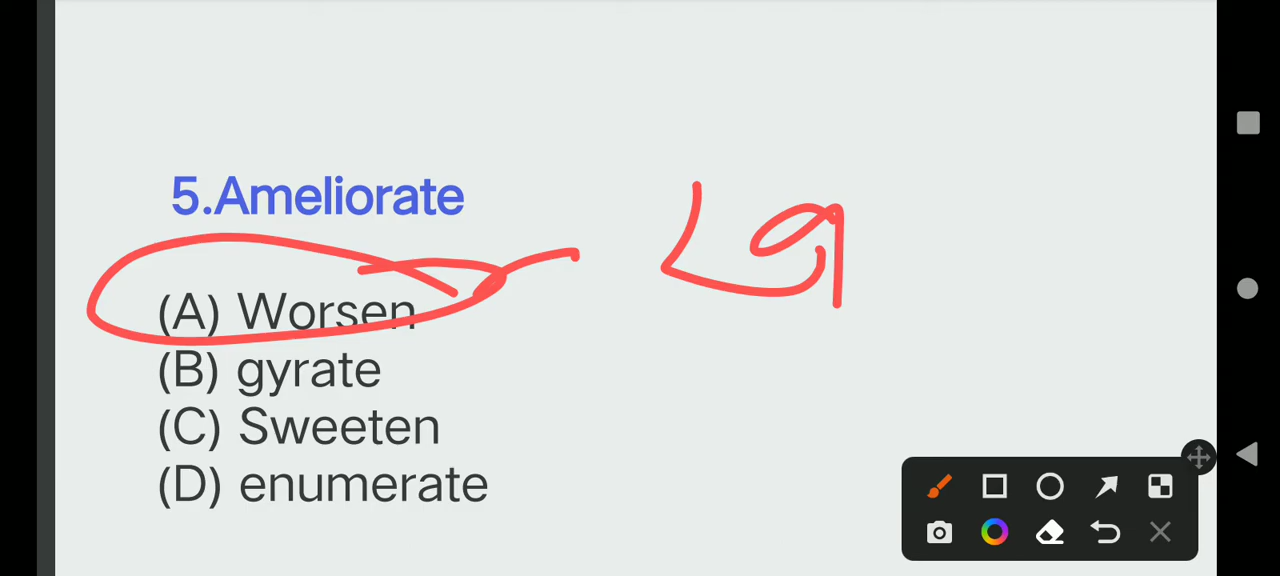 5.Ameliorate
(A) Worsen
(B) gyrate
(C) Sweeten
(D) enumerate